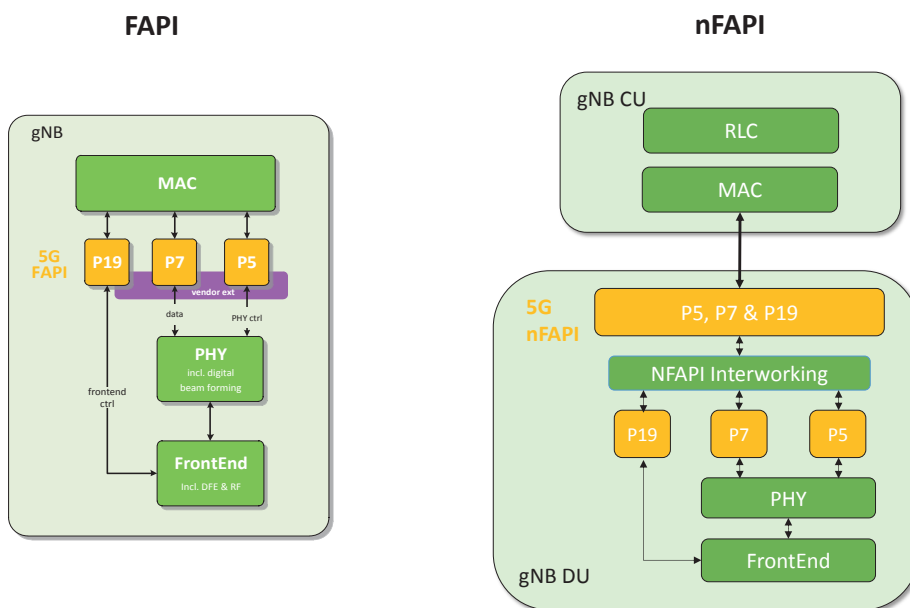 FAPI
gNB
MAC
5G
FAPI
P19
P7
P5
vendor ext
data
PHY ctrl
PHY
incl. digital
beam forming
frontend
ctrl
FrontEnd
Incl. DFE & RF
nFAPI
gNB CU
RLC
MAC
5G
nFAPI
P5, P7 & P19
NFAPI Interworking
P19
P7
P5
PHY
FrontEnd
gNB DU